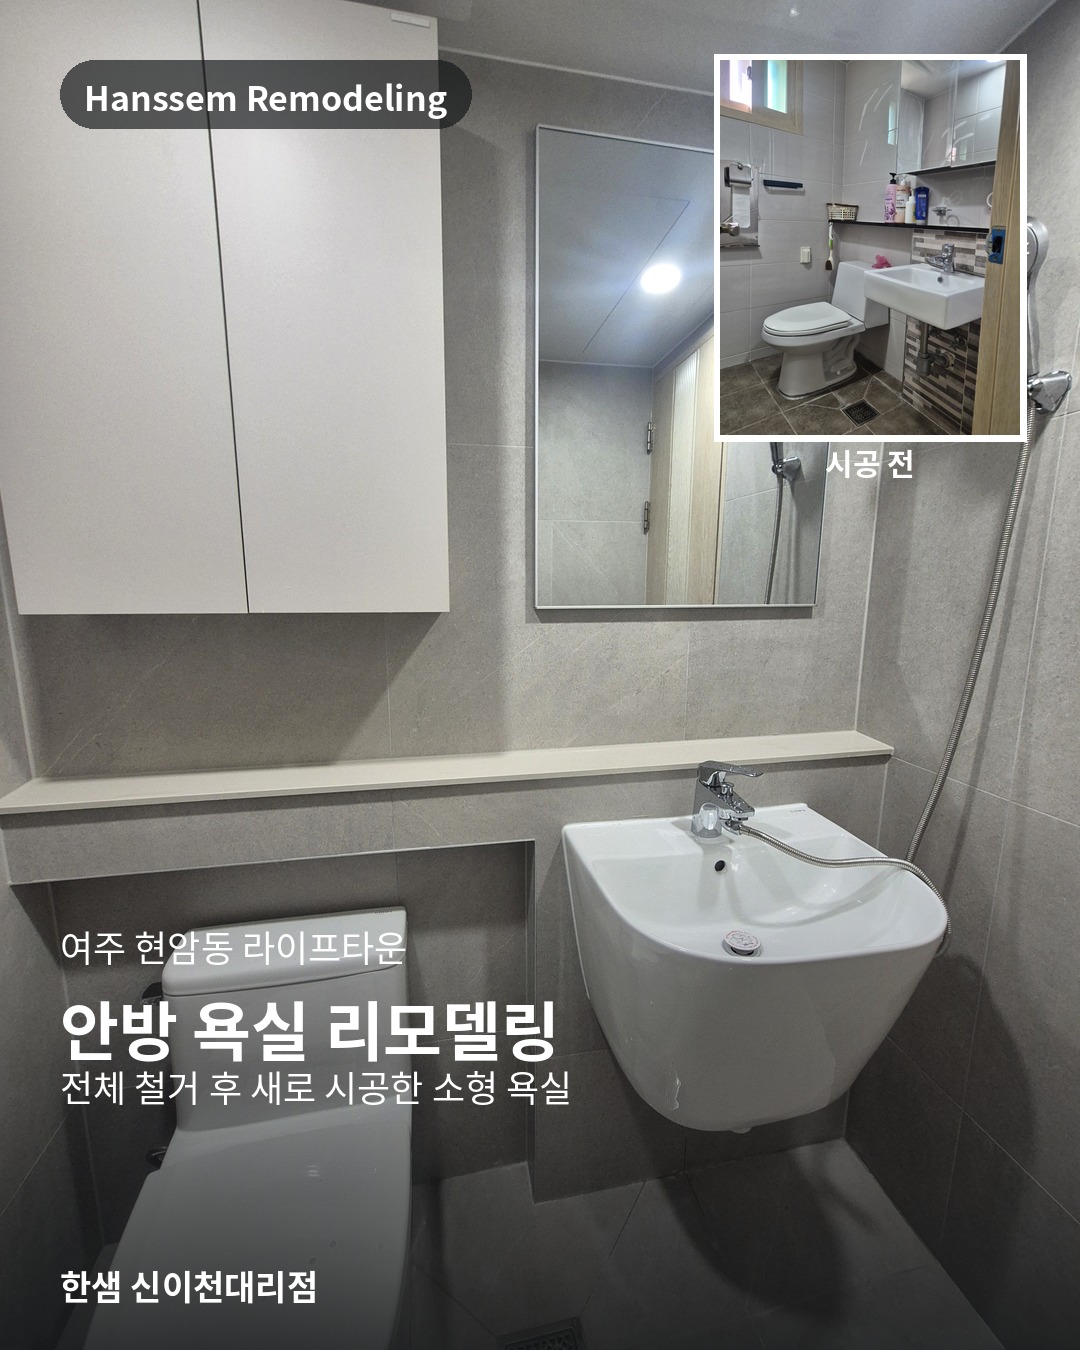 Hanssem Remodeling
시공 전
여주 현암동 라이프타운
안방 욕실 리모델링
전체 철거 후 새로 시공한 소형 욕실
한샘 신이천대리점